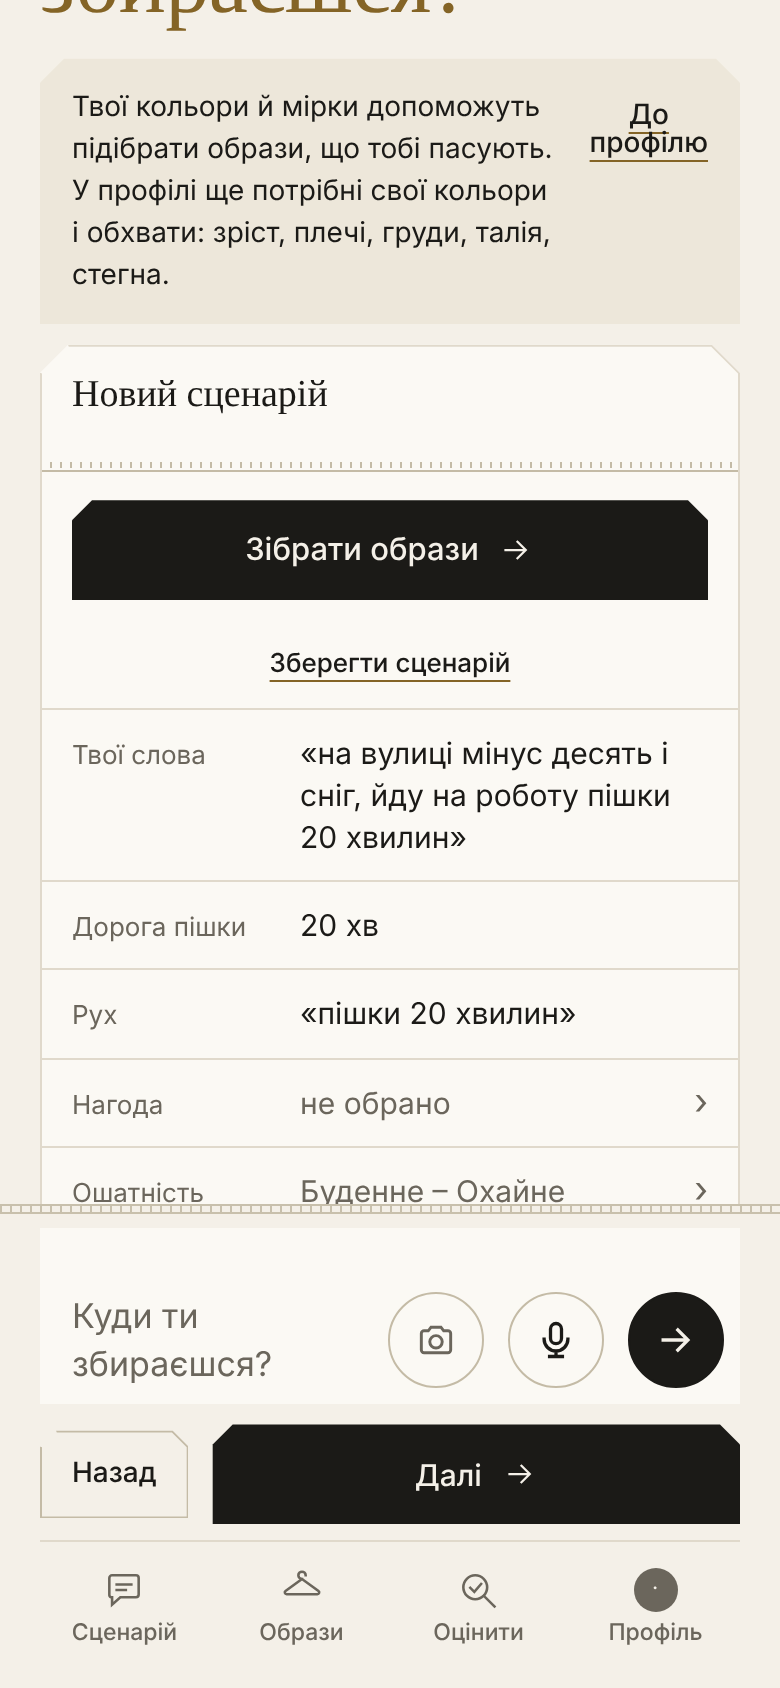 збираєшся?
Твої кольори й мірки допоможуть
підібрати образи, що тобі пасують.
У профілі ще потрібні свої кольори
і обхвати: зріст, плечі, груди, талія,
стегна.
До
профілю
Новий сценарій
Зібрати образи →
Зберегти сценарій
Твої слова
«на вулиці мінус десять і
сніг, йду на роботу пішки
20 хвилин»
Дорога пішки 20 хв
Рух «пішки 20 хвилин»
Нагода не обрано ›
Ошатність Буденне – Охайне ›
Куди ти
збираєшся?
Назад
Далі →
Сценарій
Образи
Оцінити
Профіль